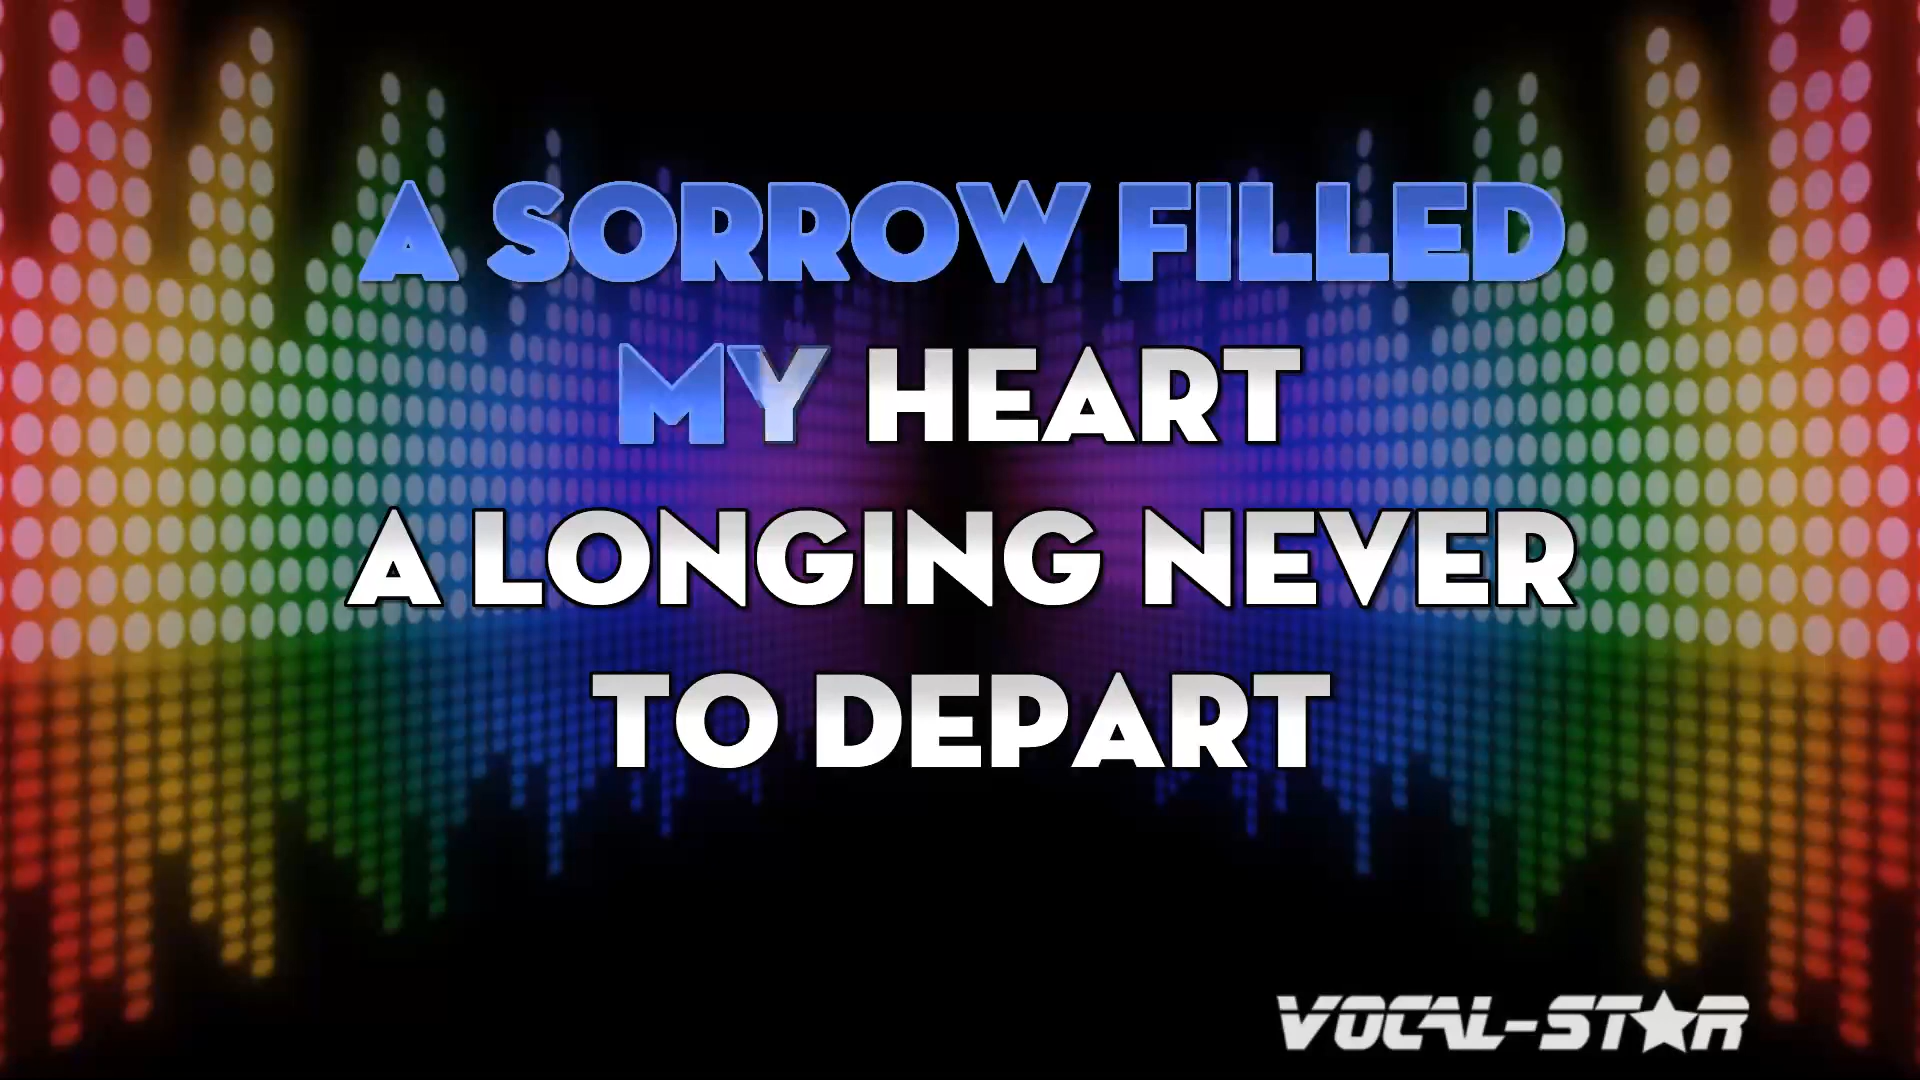 A SORROW FILLED
MY HEART
A LONGING NEVER
TO DEPART
VOCAL-STAR